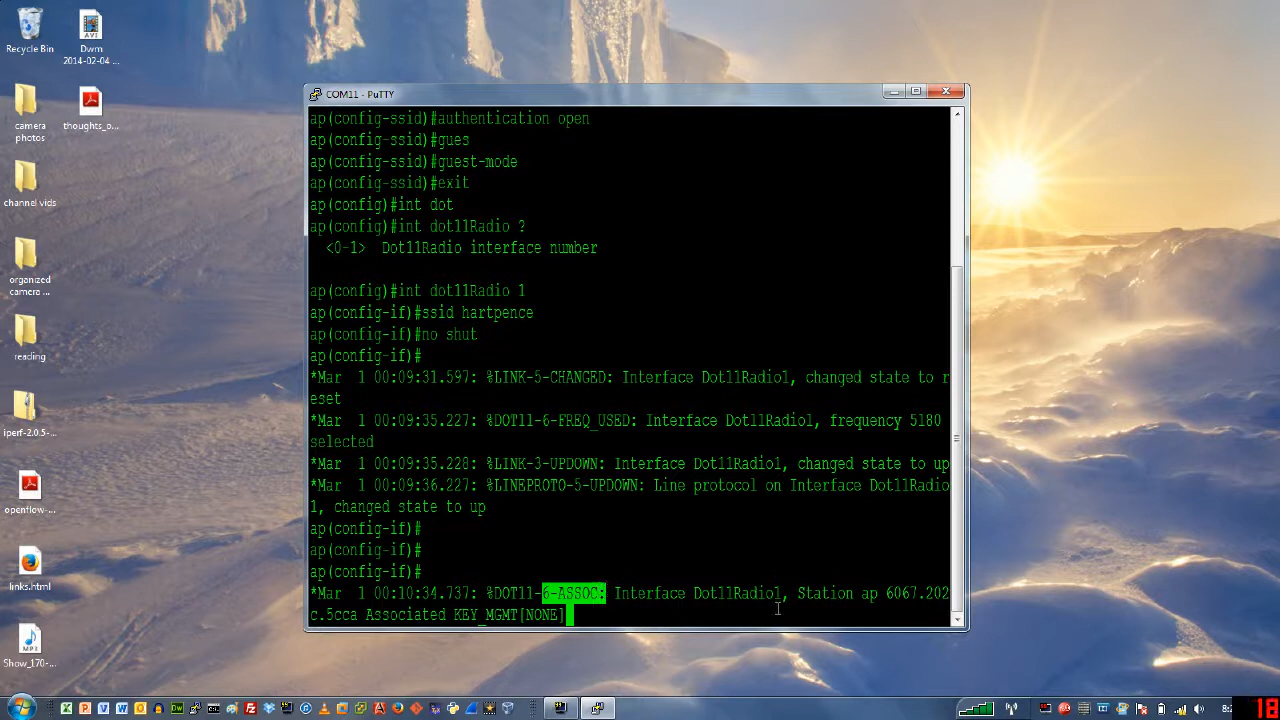 Recycle Bin
Dwm
2014-02-04 ...
camera
photos
thoughts_o...
channel vids
organized
camera ...
reading
iperf-2.0.5-...
openflow-...
links.html
Show_170-...
COM11 - PuTTY
ap(config-ssid)#authentication open
ap(config-ssid)#gues
ap(config-ssid)#guest-mode
ap(config-ssid)#exit
ap(config)#int dot
ap(config)#int dot11Radio ?
<0-1>  Dot11Radio interface number
ap(config)#int dot11Radio 1
ap(config-if)#ssid hartpence
ap(config-if)#no shut
ap(config-if)#
*Mar  1 00:09:31.597: %LINK-5-CHANGED: Interface Dot11Radio1, changed state to r
eset
*Mar  1 00:09:35.227: %DOT11-6-FREQ_USED: Interface Dot11Radio1, frequency 5180
selected
*Mar  1 00:09:35.228: %LINK-3-UPDOWN: Interface Dot11Radio1, changed state to up
*Mar  1 00:09:36.227: %LINEPROTO-5-UPDOWN: Line protocol on Interface Dot11Radio
1, changed state to up
ap(config-if)#
ap(config-if)#
ap(config-if)#
*Mar  1 00:10:34.737: %DOT11-6-ASSOC: Interface Dot11Radio1, Station ap 6067.202
c.5cca Associated KEY_MGMT[NONE]
18